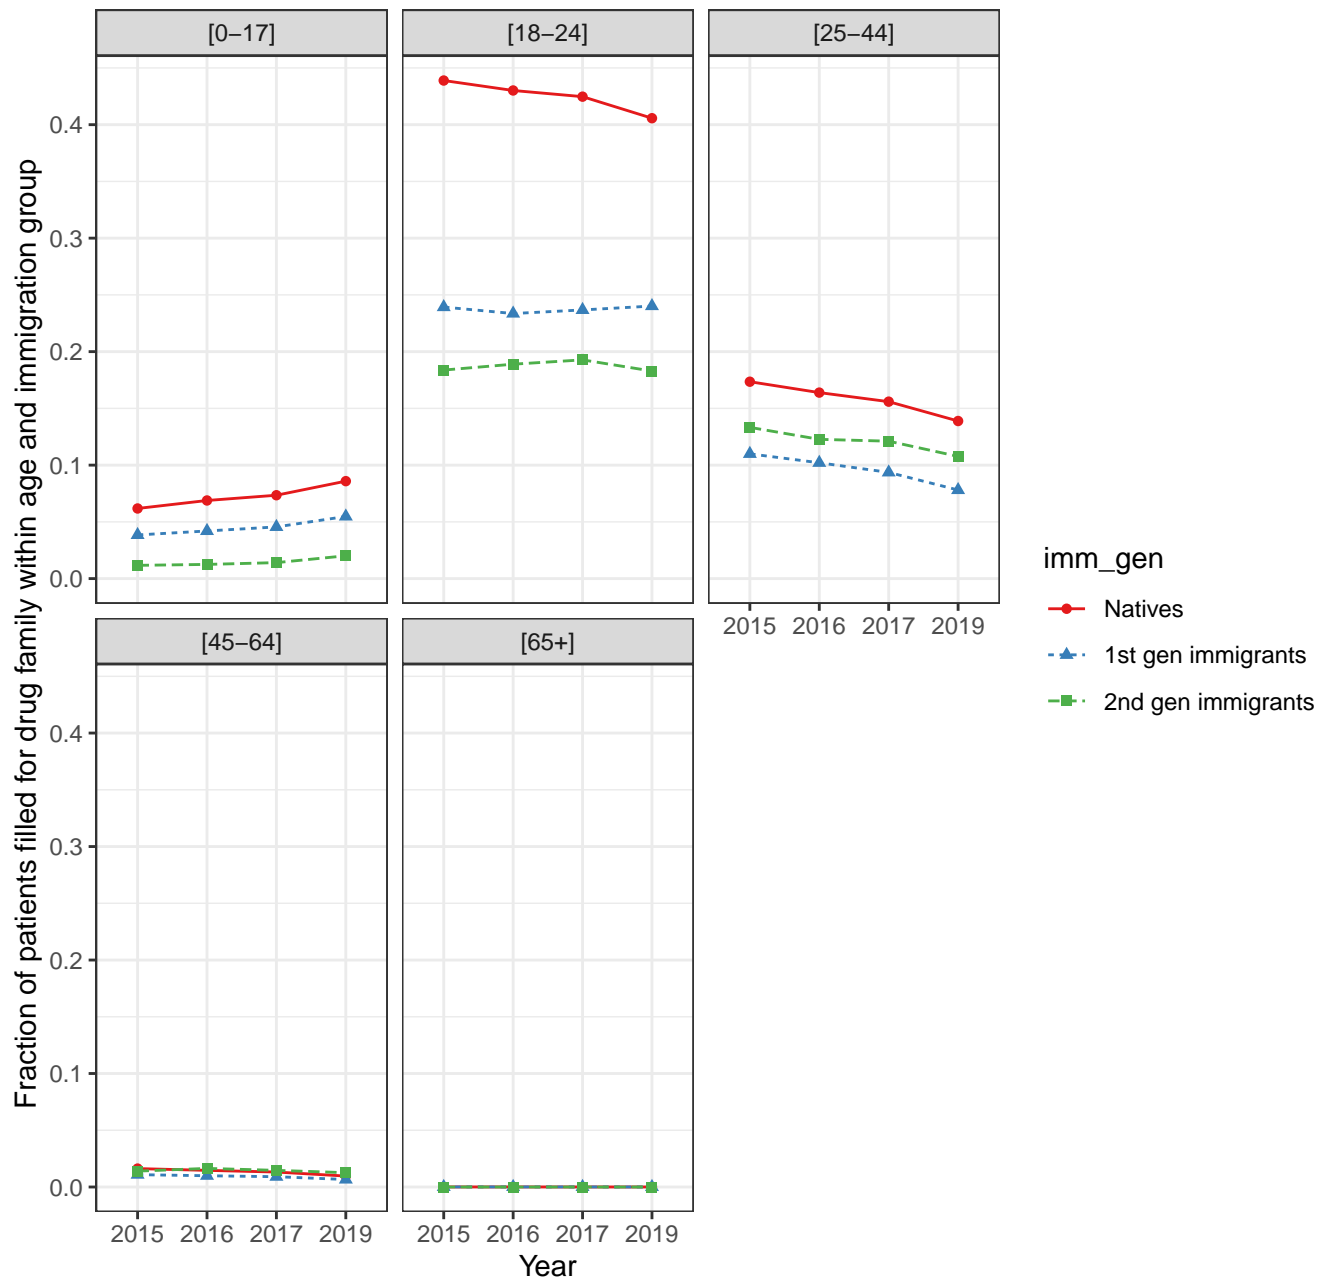 [0−17]
[18−24]
[25−44]
Fraction of patients filled for drug family within age and immigration group
0.4
0.3
0.2
0.1
0.0
2015 2016 2017 2019
imm_gen
Natives
1st gen immigrants
2nd gen immigrants
[45−64]
[65+]
0.4
0.3
0.2
0.1
0.0
2015 2016 2017 2019
2015 2016 2017 2019
Year